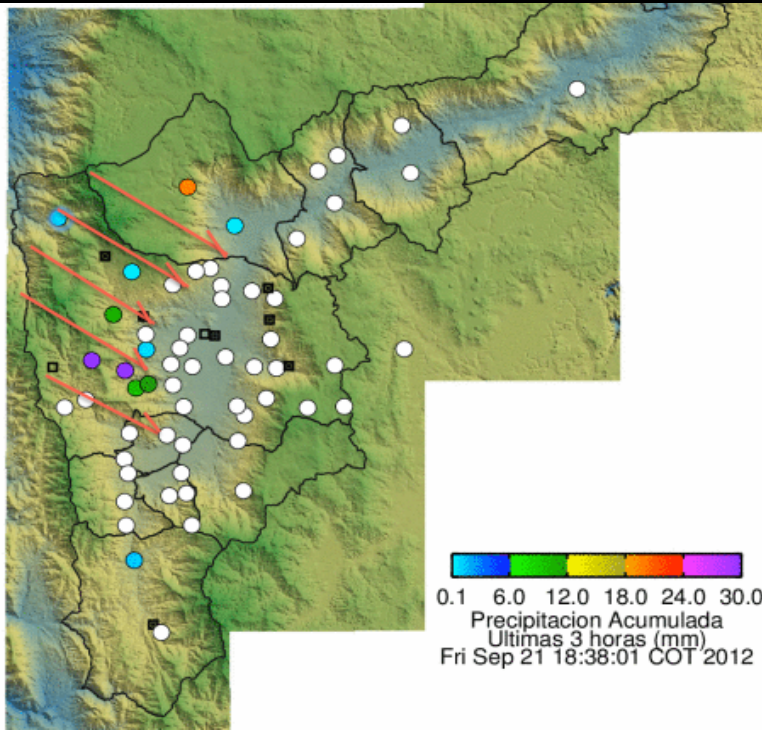 0.1 6.0 12.0 18.0 24.0 30.0
Precipitacion Acumulada
Ultimas 3 horas (mm)
Fri Sep 21 18:38:01 COT 2012